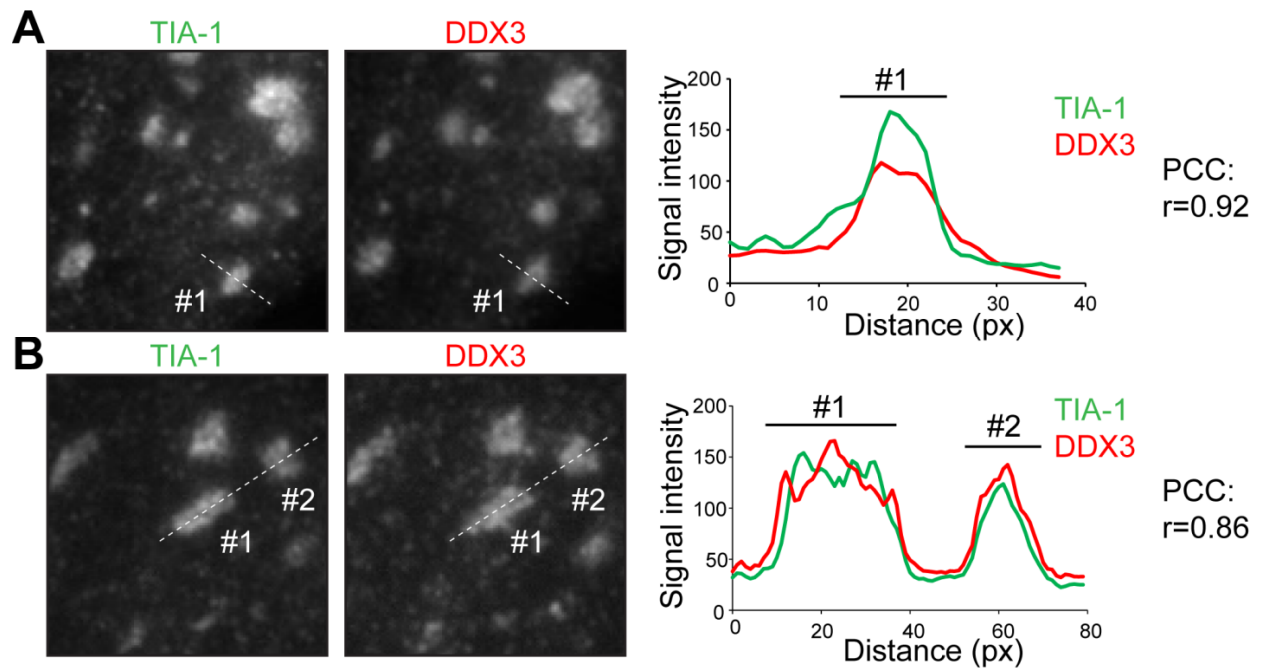 A
TIA-1
DDX3
#1
#1
200
150
100
50
0
Signal intensity
#1
0
10
20
30
40
Distance (px)
TIA-1
DDX3
PCC:
r=0.92
B
TIA-1
DDX3
#2
#1
#2
#1
200
150
100
50
0
Signal intensity
#1
#2
0
20
40
60
80
Distance (px)
TIA-1
DDX3
PCC:
r=0.86